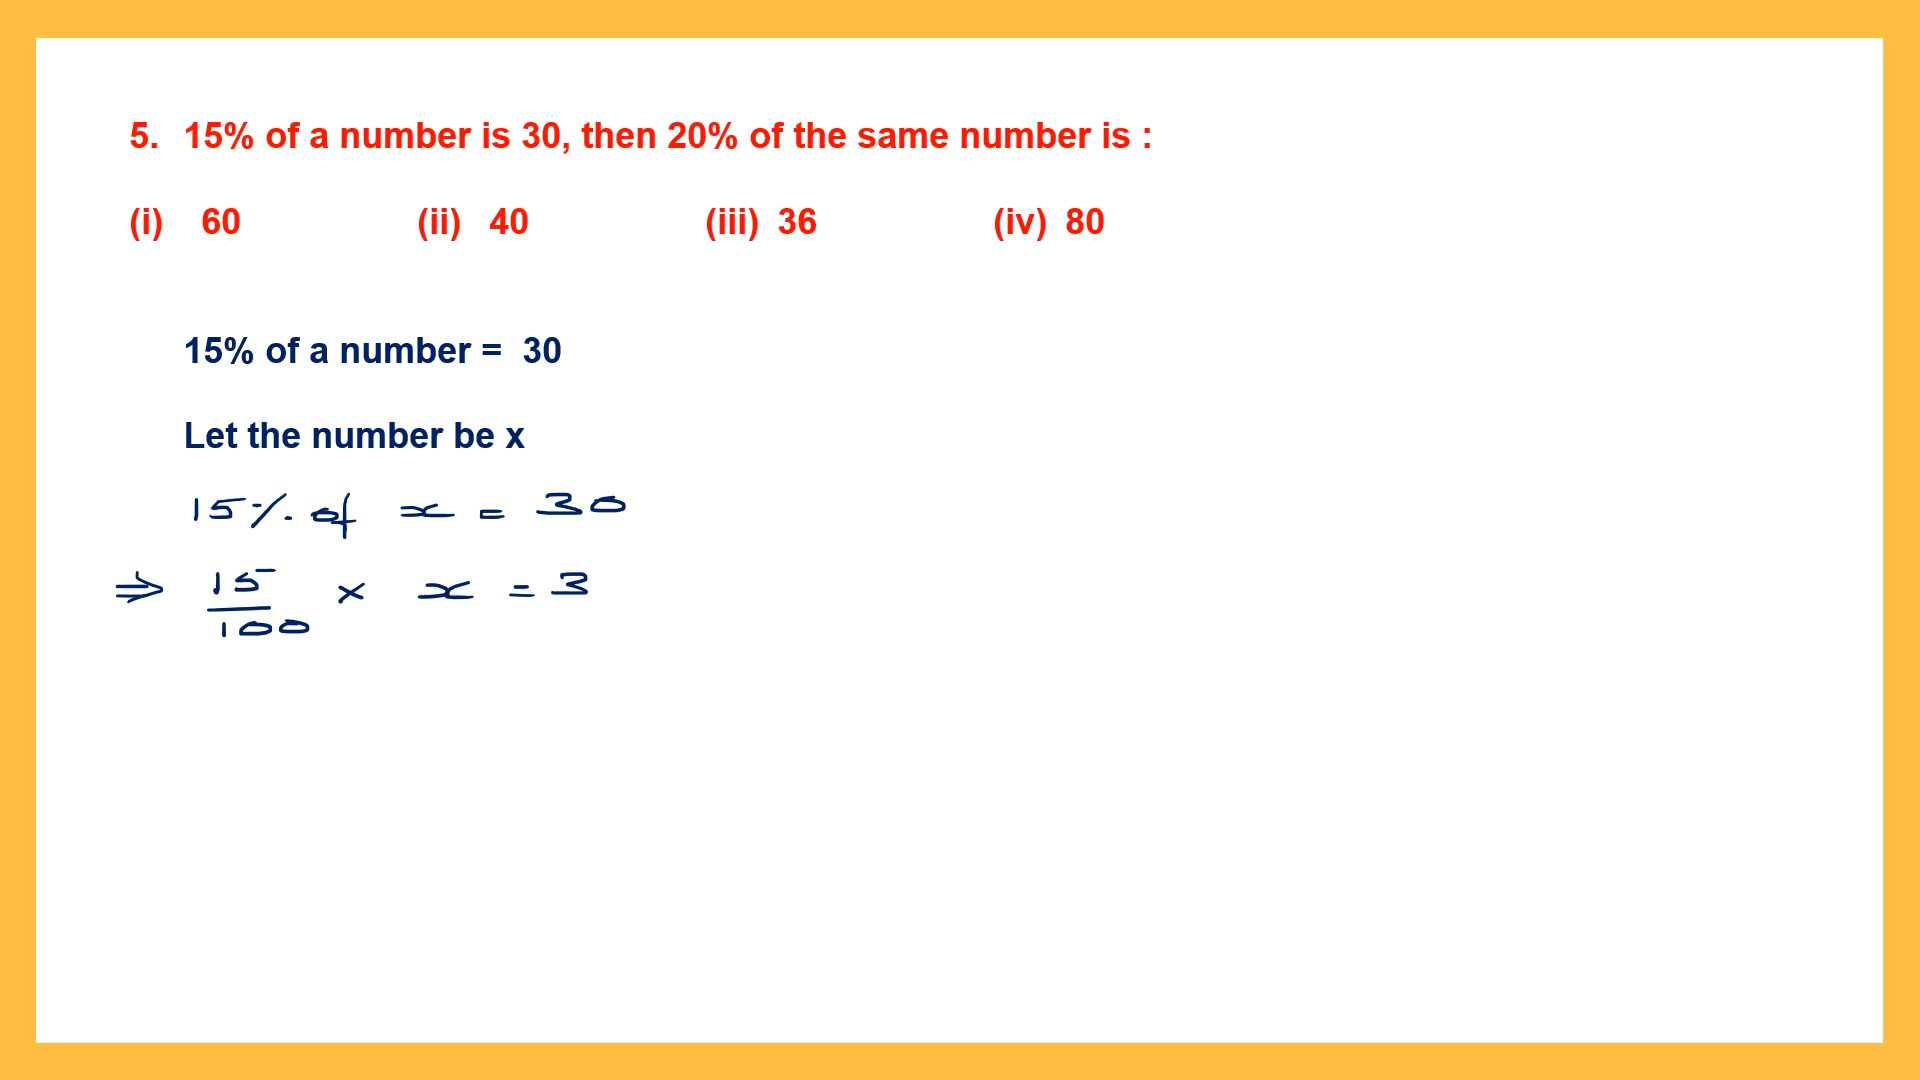 5. 15% of a number is 30, then 20% of the same number is :
(i) 60 (ii) 40 (iii) 36 (iv) 80
15% of a number = 30
Let the number be x
15% of x = 30
⇒ 15/100 × x = 3